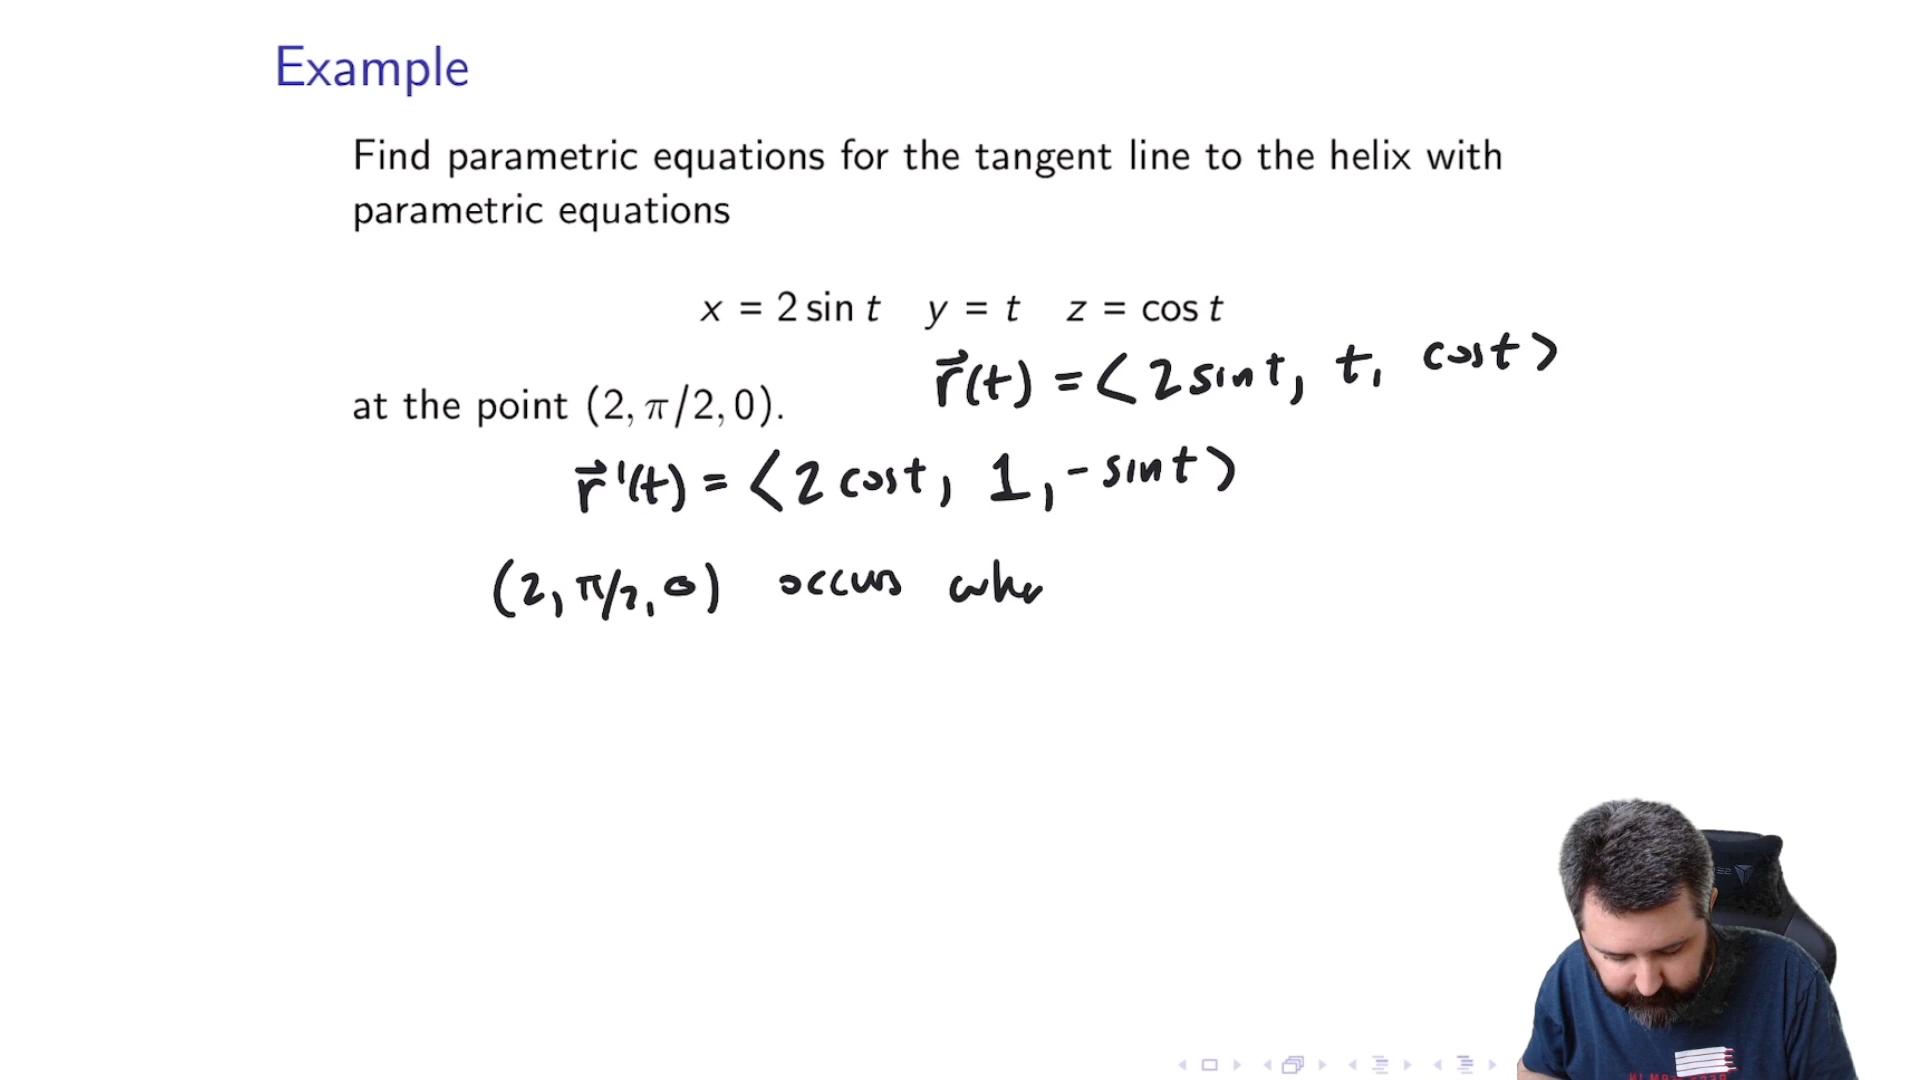 Example
Find parametric equations for the tangent line to the helix with
parametric equations
x = 2 sin t y = t z = cos t
r⃗(t) = ⟨2 sin t, t, cos t⟩
at the point (2, π/2, 0).
r⃗'(t) = ⟨2 cos t, 1, - sin t⟩
(2, π/2, 0) occurs whe